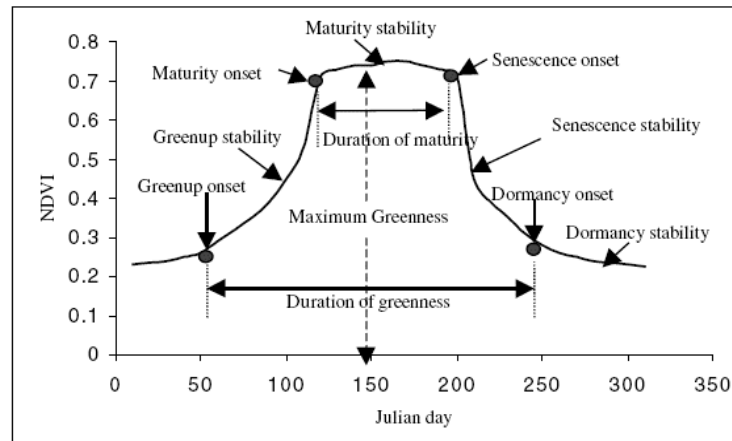 Maturity stability
0.8
Maturity onset
Senescence onset
0.7
0.6
Greenup stability
Duration of maturity
Senescence stability
0.5
NDVI
Greenup onset
Dormancy onset
0.4
Maximum Greenness
Dormancy stability
0.3
0.2
Duration of greenness
0.1
0
0 50 100 150 200 250 300 350
Julian day